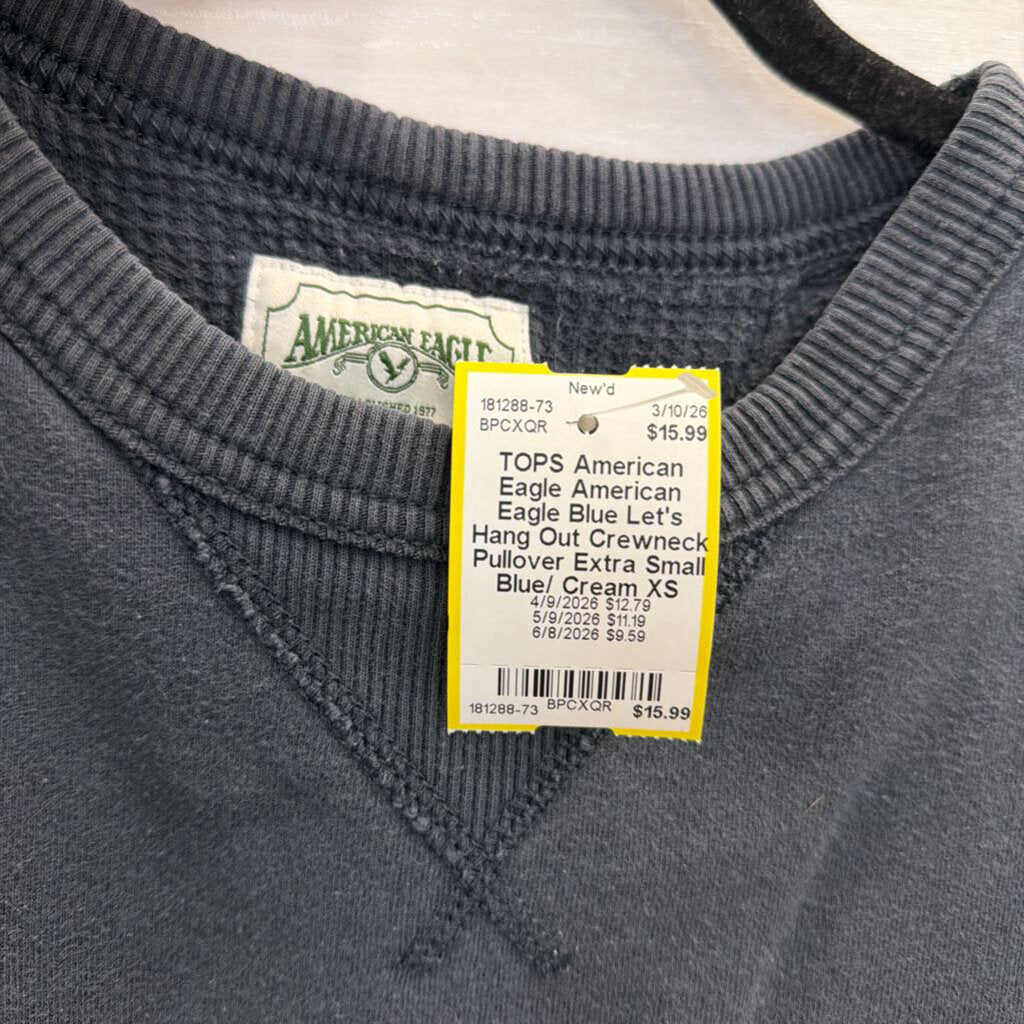 AMERICAN EAGLE
1977
New'd
181288-73 3/10/26
BPCXQR $15.99
TOPS American
Eagle American
Eagle Blue Let's
Hang Out Crewneck
Pullover Extra Small
Blue/ Cream XS
4/9/2026 $12.79
5/9/2026 $11.19
6/8/2026 $9.59
181288-73 BPCXQR $15.99